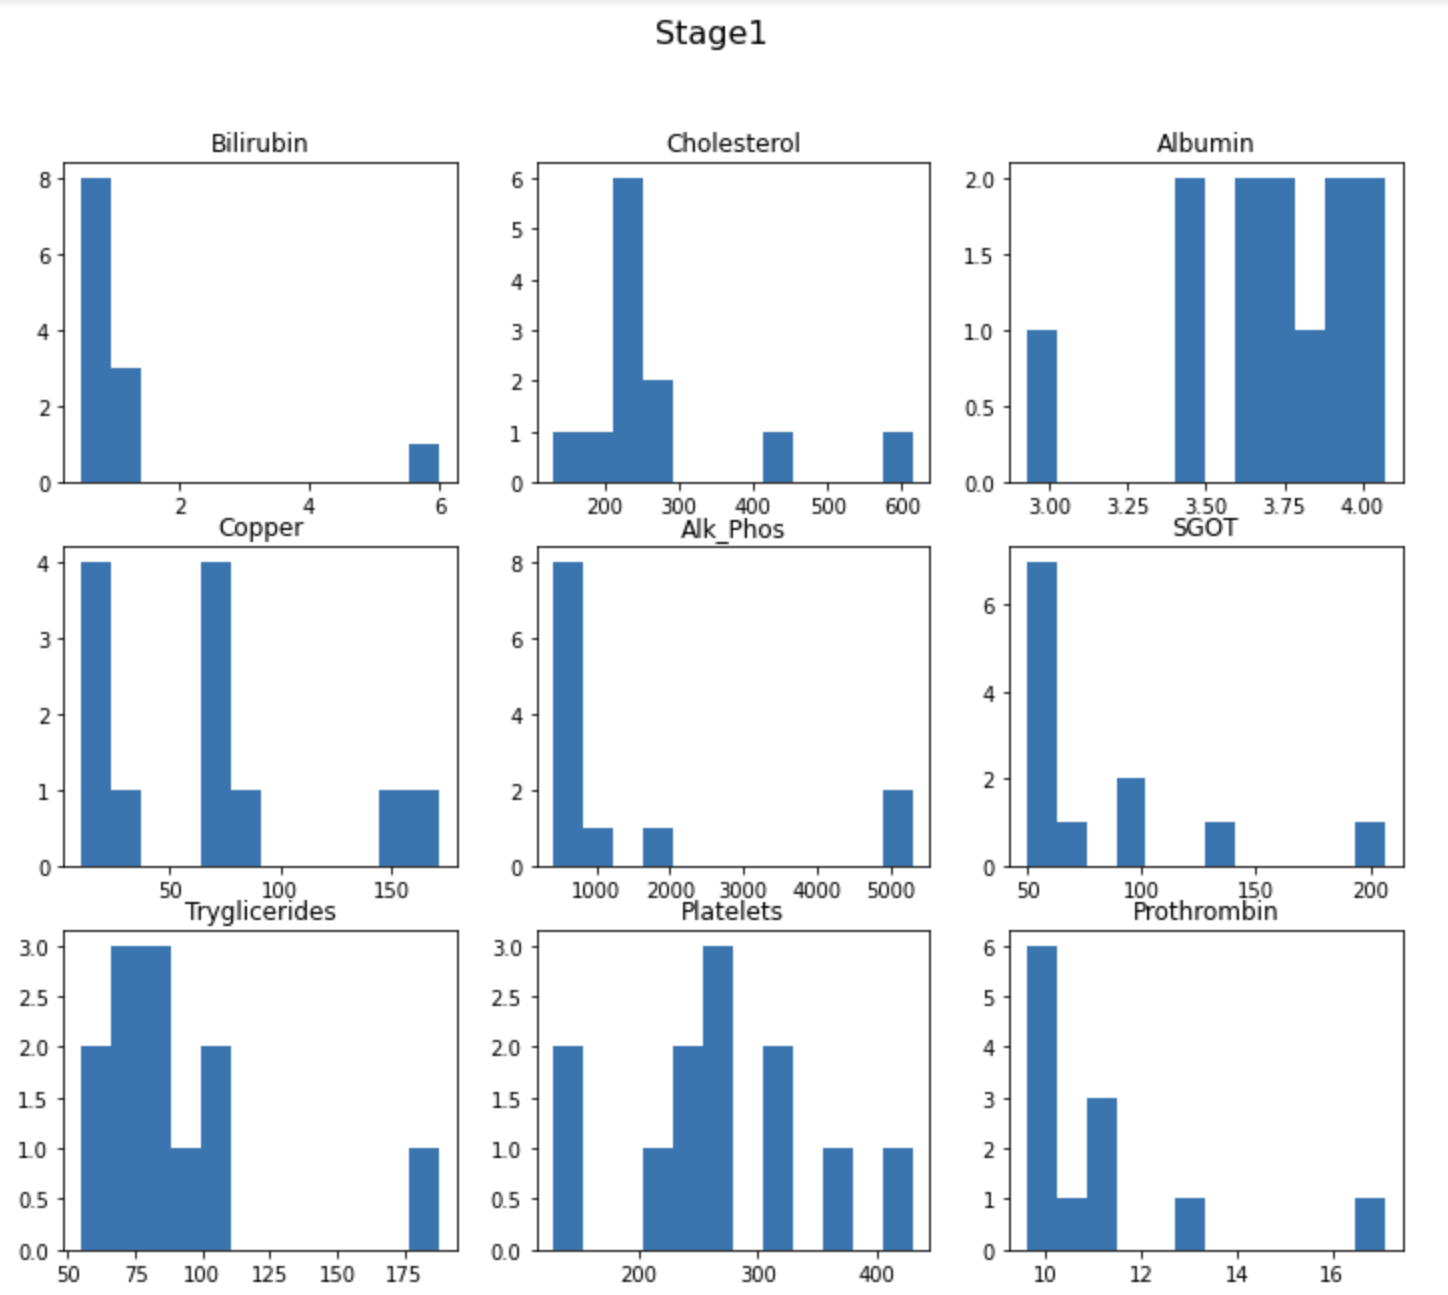 Stage1
Bilirubin
8
6
4
2
0
2 4 6
Cholesterol
6
5
4
3
2
1
0
200 300 400 500 600
Albumin
2.0
1.5
1.0
0.5
0.0
3.00 3.25 3.50 3.75 4.00
Copper
4
3
2
1
0
50 100 150
Alk_Phos
8
6
4
2
0
1000 2000 3000 4000 5000
SGOT
6
4
2
0
50 100 150 200
Tryglicerides
3.0
2.5
2.0
1.5
1.0
0.5
0.0
50 75 100 125 150 175
Platelets
3.0
2.5
2.0
1.5
1.0
0.5
0.0
200 300 400
Prothrombin
6
5
4
3
2
1
0
10 12 14 16